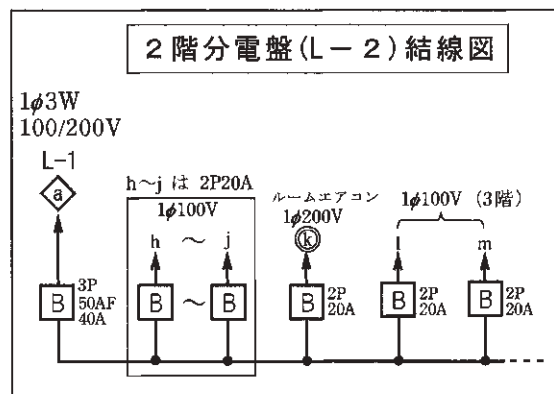 2階分電盤(L-2)結線図
1φ3W
100/200V
L-1
a
h～j は 2P20A
1φ100V
h ～ j
ルームエアコン
1φ200V
k
1φ100V (3階)
l m
B
3P
50AF
40A
B ～ B
B
2P
20A
B
2P
20A
B
2P
20A